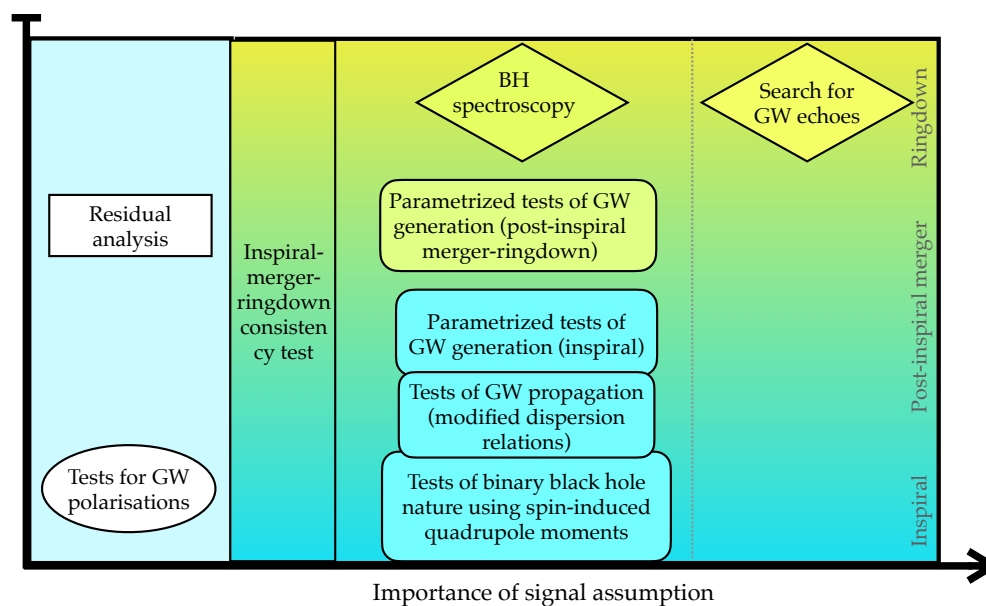 BH
spectroscopy
Search for
GW echoes
Ringdown
Residual
analysis
Parametrized tests of GW
generation (post-inspiral
merger-ringdown)
Inspiral-
merger-
ringdown
consisten
cy test
Post-inspiral merger
Parametrized tests of
GW generation (inspiral)
Tests of GW propagation
(modified dispersion
relations)
Tests for GW
polarisations
Tests of binary black hole
nature using spin-induced
quadrupole moments
Inspiral
Importance of signal assumption